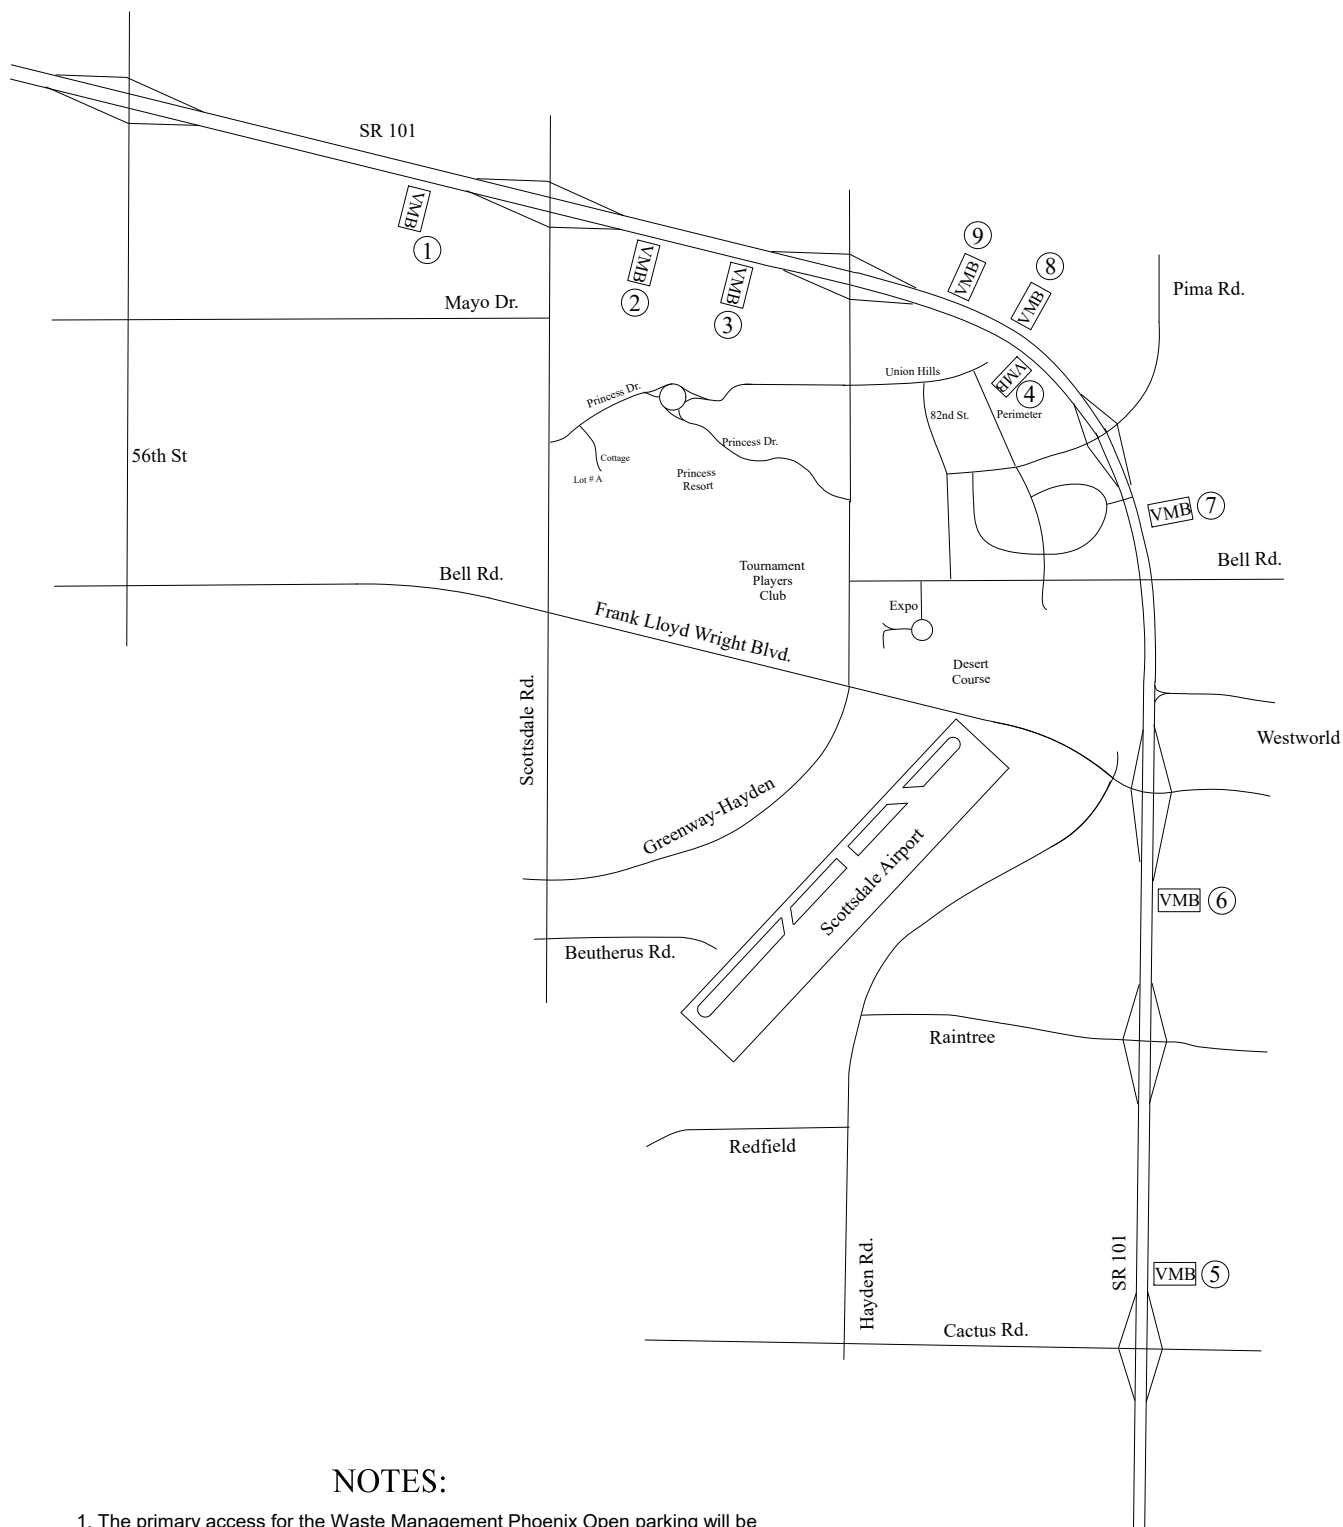 SR 101
VMB
1
VMB
2
VMB
3
9
VMB
8
VMB
Mayo Dr.
Pima Rd.
Union Hills
VMB
4
Princess Dr.
82nd St.
Perimeter
Princess Dr.
56th St
Cottage
Lot # A
Princess
Resort
VMB
7
Bell Rd.
Bell Rd.
Tournament
Players
Club
Expo
Frank Lloyd Wright Blvd.
Desert
Course
Scottsdale Rd.
Westworld
Greenway-Hayden
Scottsdale Airport
VMB
6
Beutherus Rd.
Raintree
Redfield
Hayden Rd.
SR 101
VMB
5
Cactus Rd.
NOTES:
1. The primary access for the Waste Management Phoenix Open parking will be